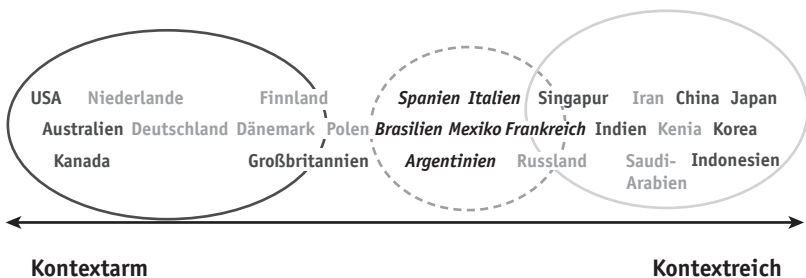 USA Niederlande Finnland Spanien Italien Singapur Iran China Japan
Australien Deutschland Dänemark Polen Brasilien Mexiko Frankreich Indien Kenia Korea
Kanada Großbritannien Argentinien Russland Saudi- Indonesien
Arabien
Kontextarm Kontextreich